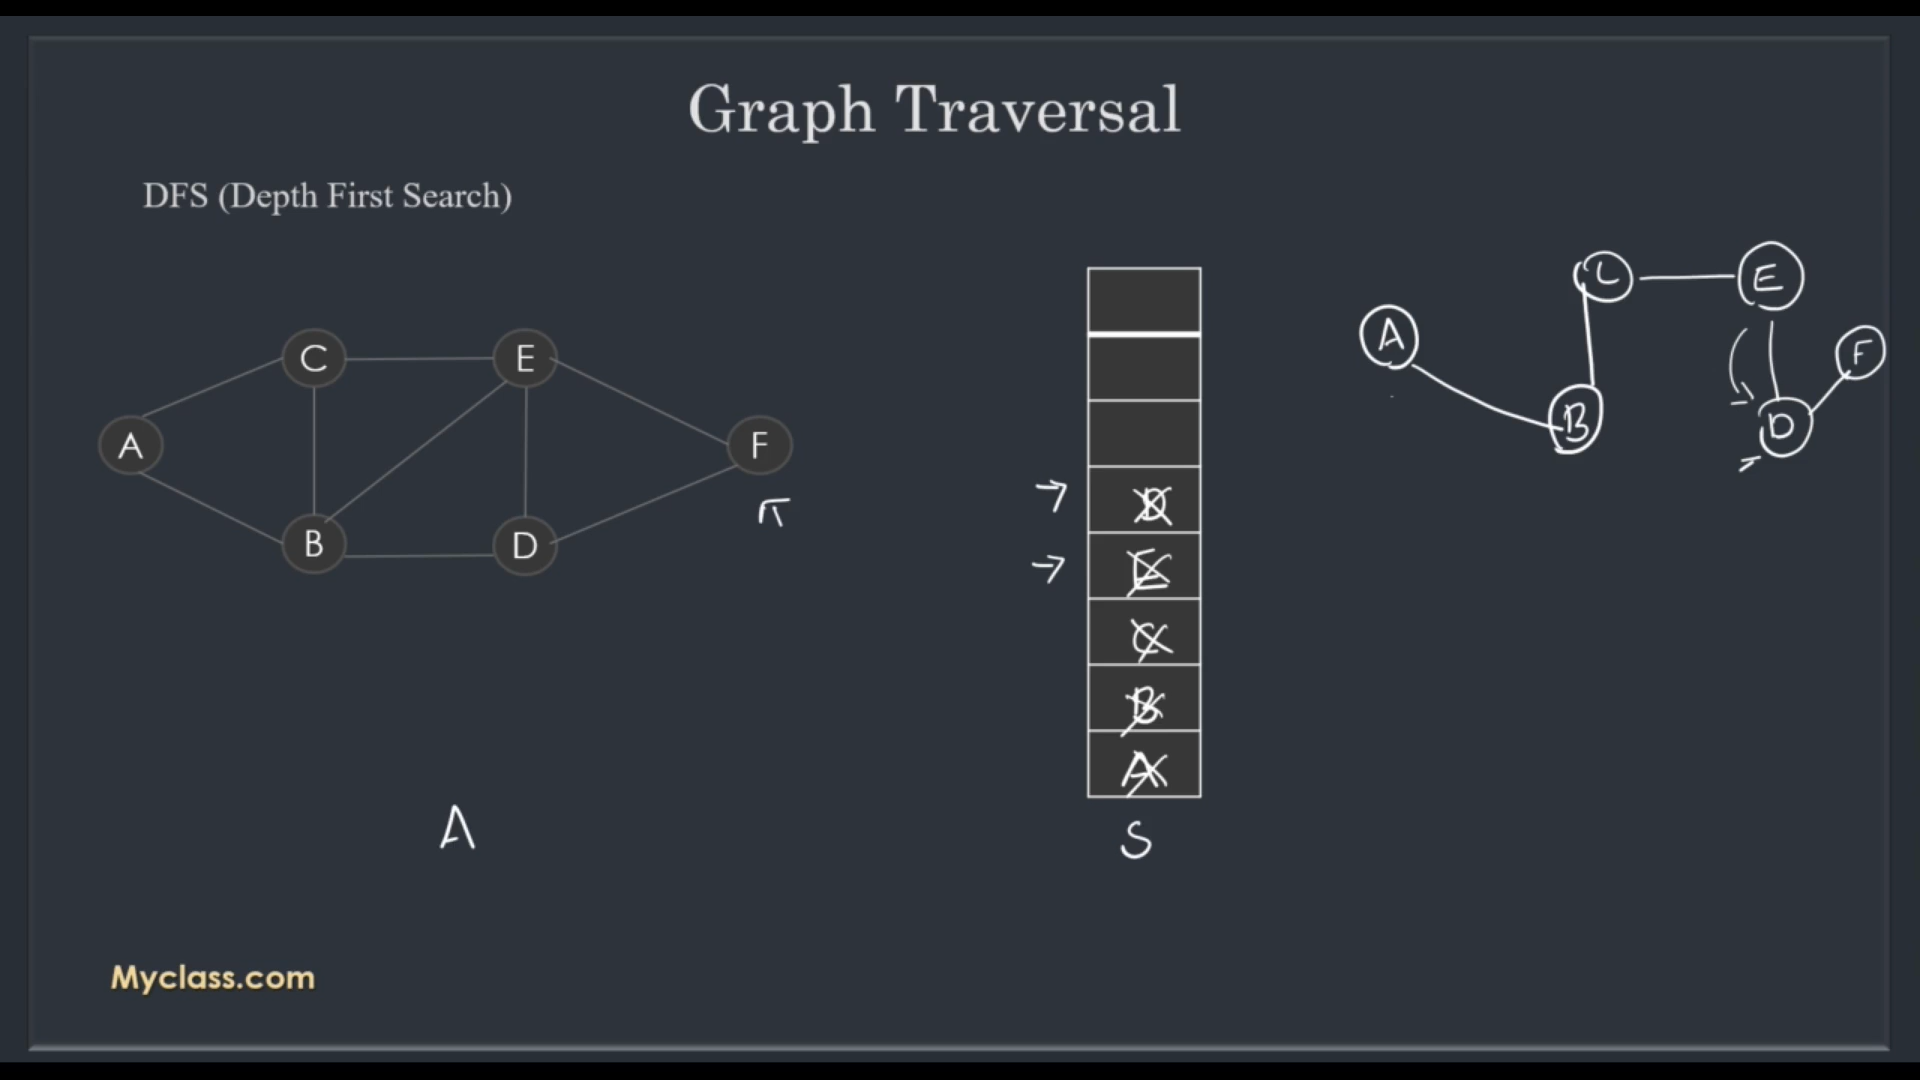 Graph Traversal
DFS (Depth First Search)
C E
A F
B D
D
E
C
B
A
S
A
C E
A F
B D
Myclass.com